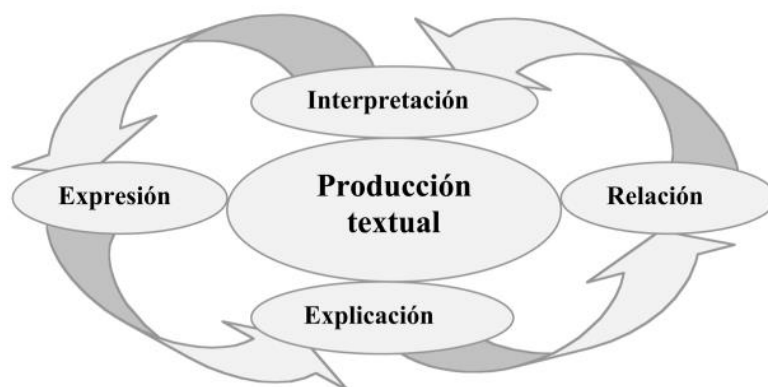 Interpretación
Expresión
Producción
textual
Relación
Explicación